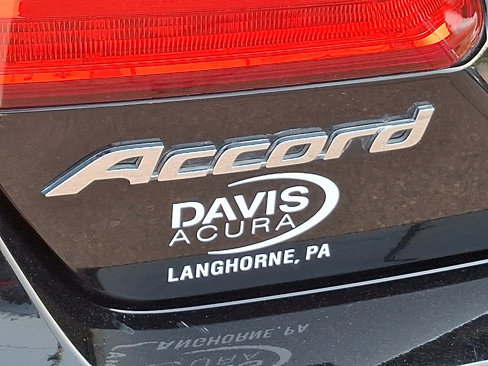 Accord
DAVIS
ACURA
LANGHORNE, PA